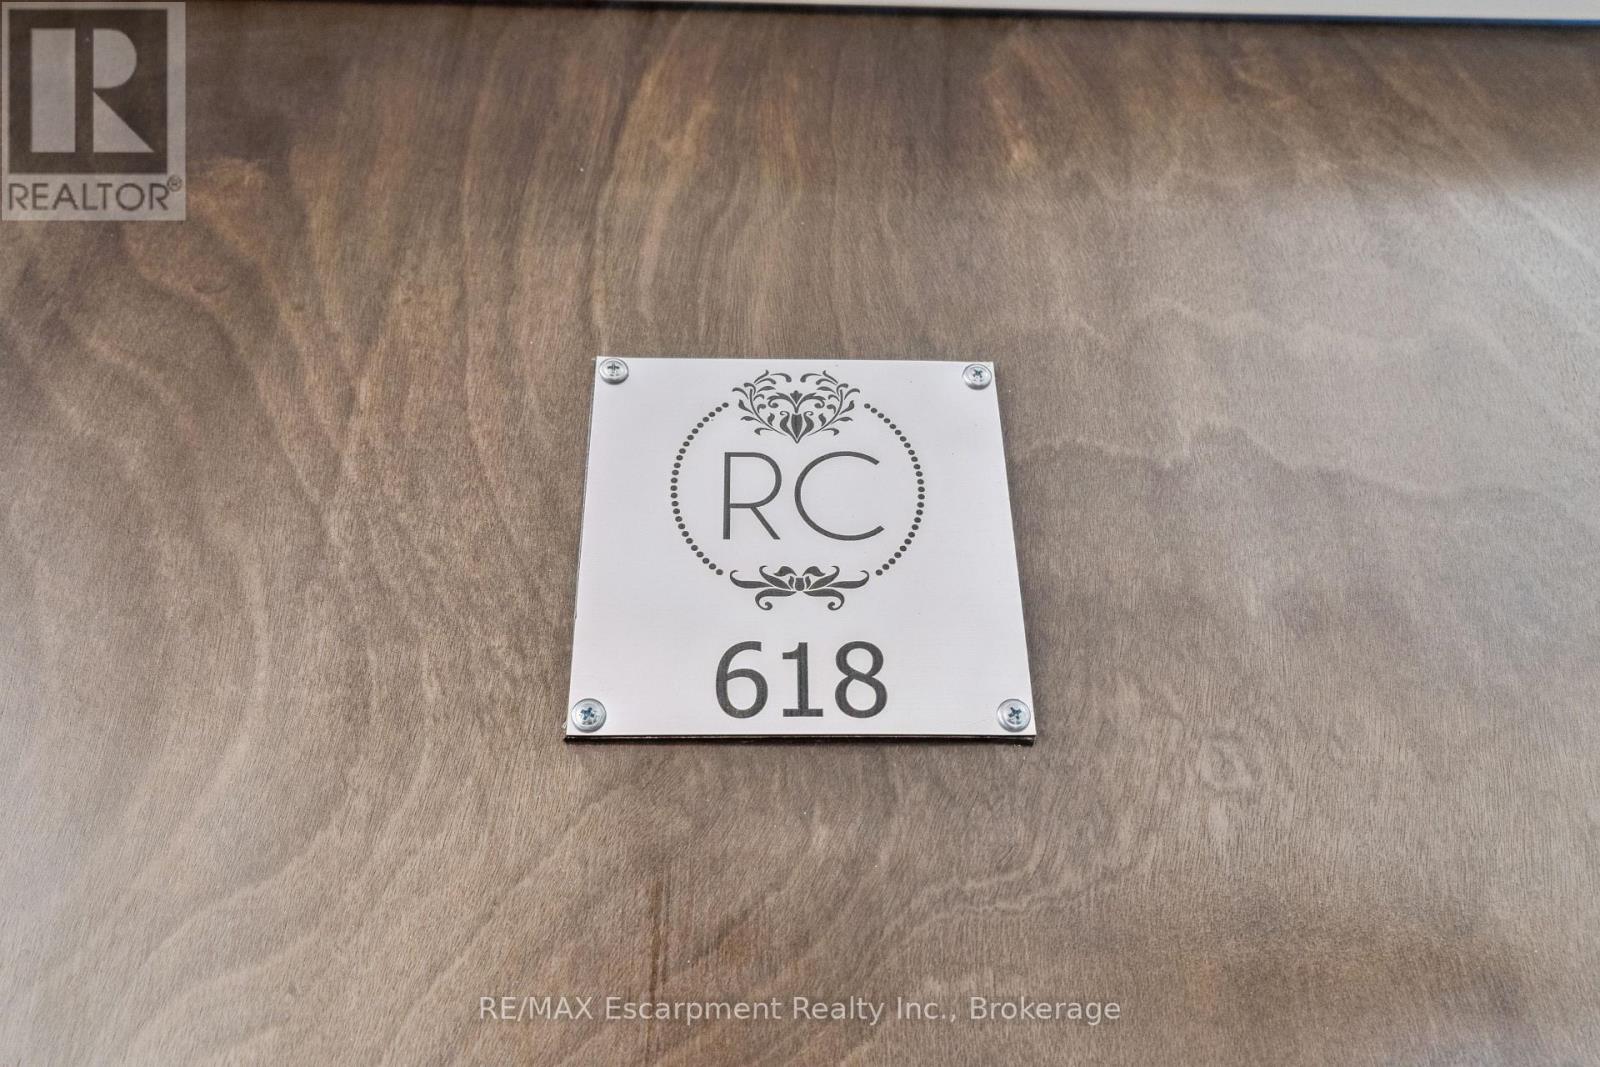 R
REALTOR®
RC
618
RE/MAX Escarpment Realty Inc., Brokerage